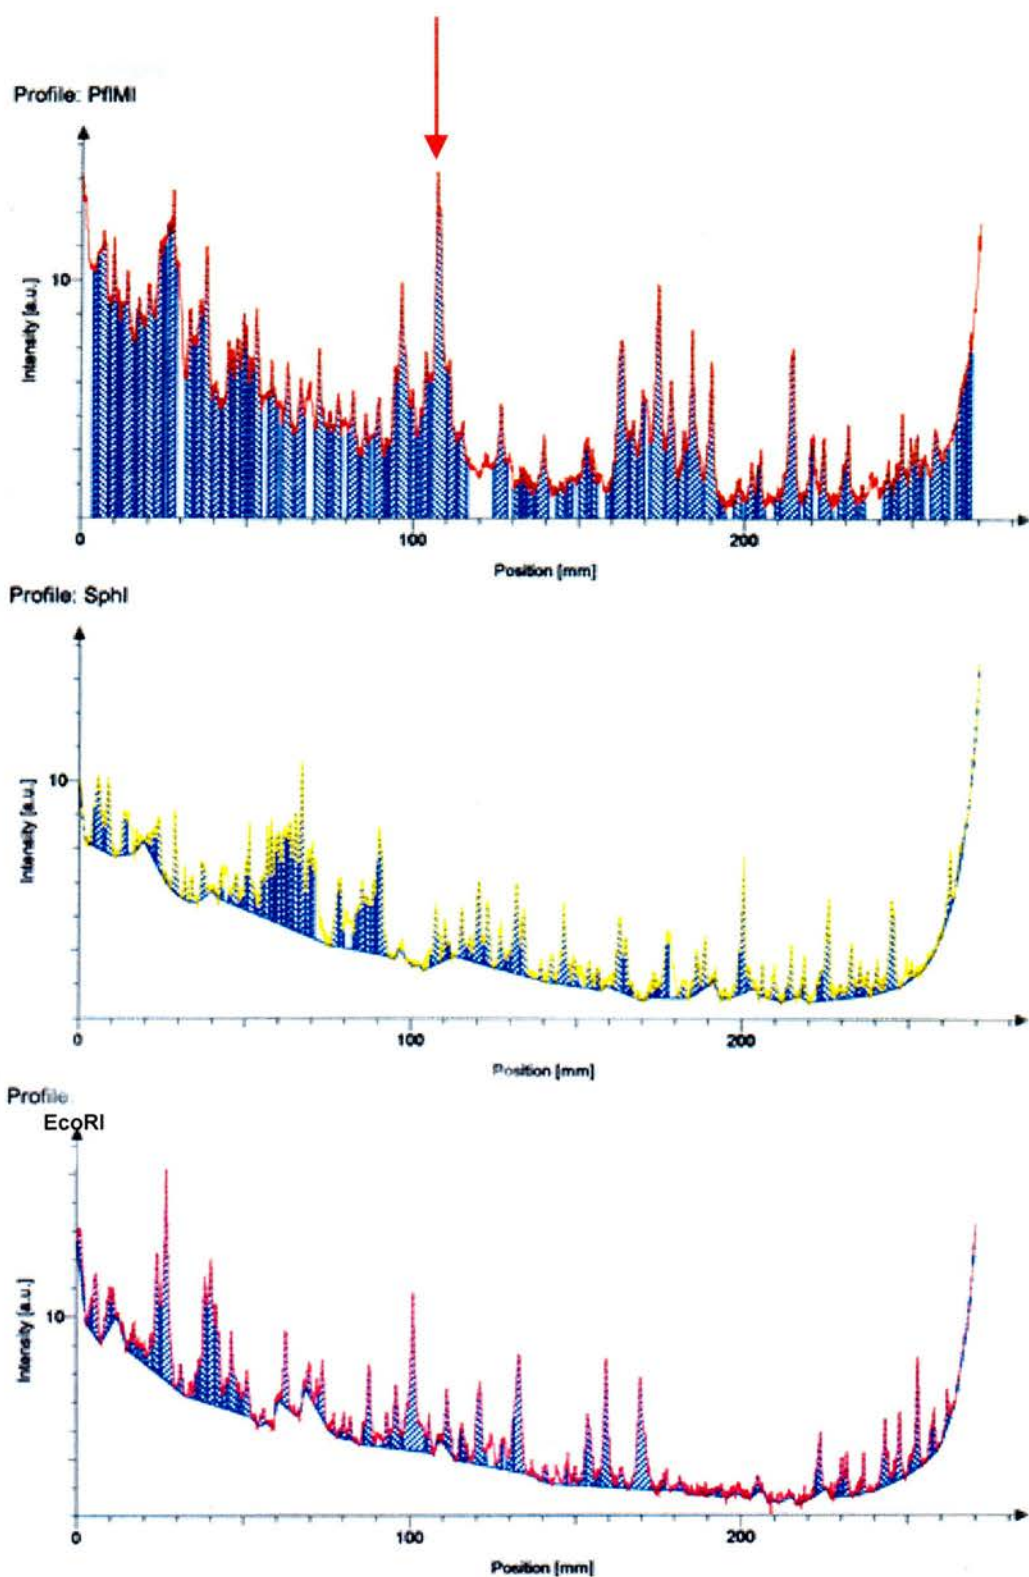 Profile: PflMI
Intensity [a.u.]
10
0
100
200
Position [mm]
Profile: SphI
Intensity [a.u.]
10
0
100
200
Position [mm]
Profile:
EcoRI
Intensity [a.u.]
10
0
100
200
Position [mm]